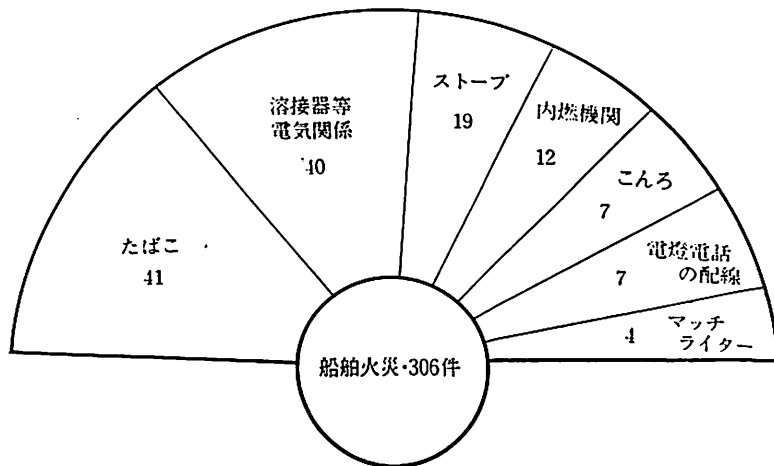 たばこ
41
溶接器等
電気関係
40
ストーブ
19
内燃機関
12
こんろ
7
電燈電話
の配線
7
マッチ
ライター
4
船舶火災・306件